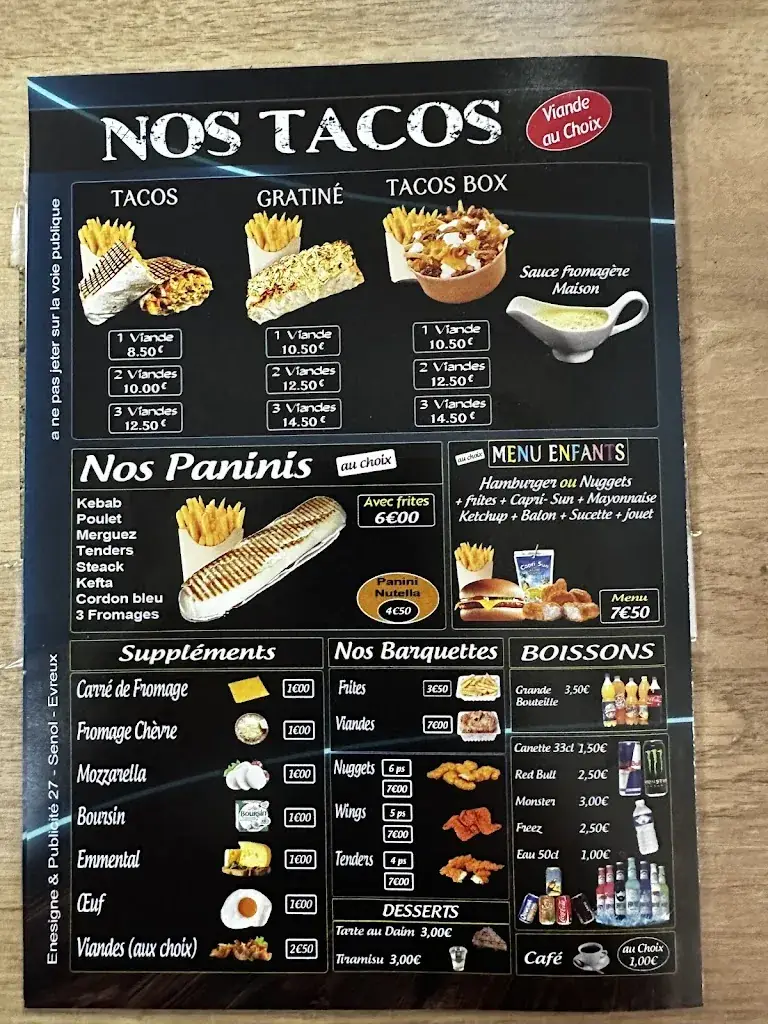 NOS TACOS
Viande
au Choix
TACOS
GRATINÉ
TACOS BOX
Sauce fromagère
Maison
1 Viande
8.50€
2 Viandes
10.00€
3 Viandes
12.50€
1 Viande
10.50€
2 Viandes
12.50€
3 Viandes
14.50€
1 Viande
10.50€
2 Viandes
12.50€
3 Viandes
14.50€
a ne pas jeter sur la voie publique
Nos Paninis
au choix
Kebab
Poulet
Merguez
Tenders
Steack
Kefta
Cordon bleu
3 Fromages
Avec frites
6€00
Panini
Nutella
4€50
au choix
MENU ENFANTS
Hamburger ou Nuggets
+ frites + Capri- Sun + Mayonnaise
Ketchup + Balon + Sucette + jouet
Capri-Sun
Menu
7€50
Suppléments
Carré de Fromage 1€00
Fromage Chèvre 1€00
Mozzarella 1€00
Boursin 1€00
Boursin
Emmental 1€00
Œuf 1€00
Viandes (aux choix) 2€50
Nos Barquettes
Frites 3€50
Viandes 7€00
Nuggets 6 ps
7€00
Wings 5 ps
7€00
Tenders 4 ps
7€00
DESSERTS
Tarte au Daim 3,00€
Tiramisu 3,00€
BOISSONS
Grande 3,50€
Bouteille
Canette 33cl 1,50€
Red Bull 2,50€
Monster 3,00€
Freez 2,50€
Eau 50cl 1,00€
Café
au Choix
1,00€
Enesigne & Publicité 27 - Senol - Evreux